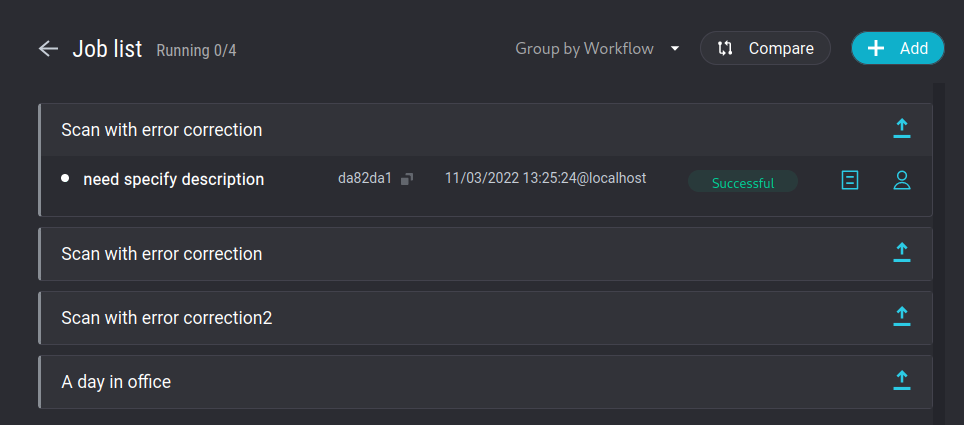 Job list Running 0/4 Group by Workflow Compare Add
Scan with error correction
need specify description da82da1 11/03/2022 13:25:24@localhost Successful
Scan with error correction
Scan with error correction2
A day in office